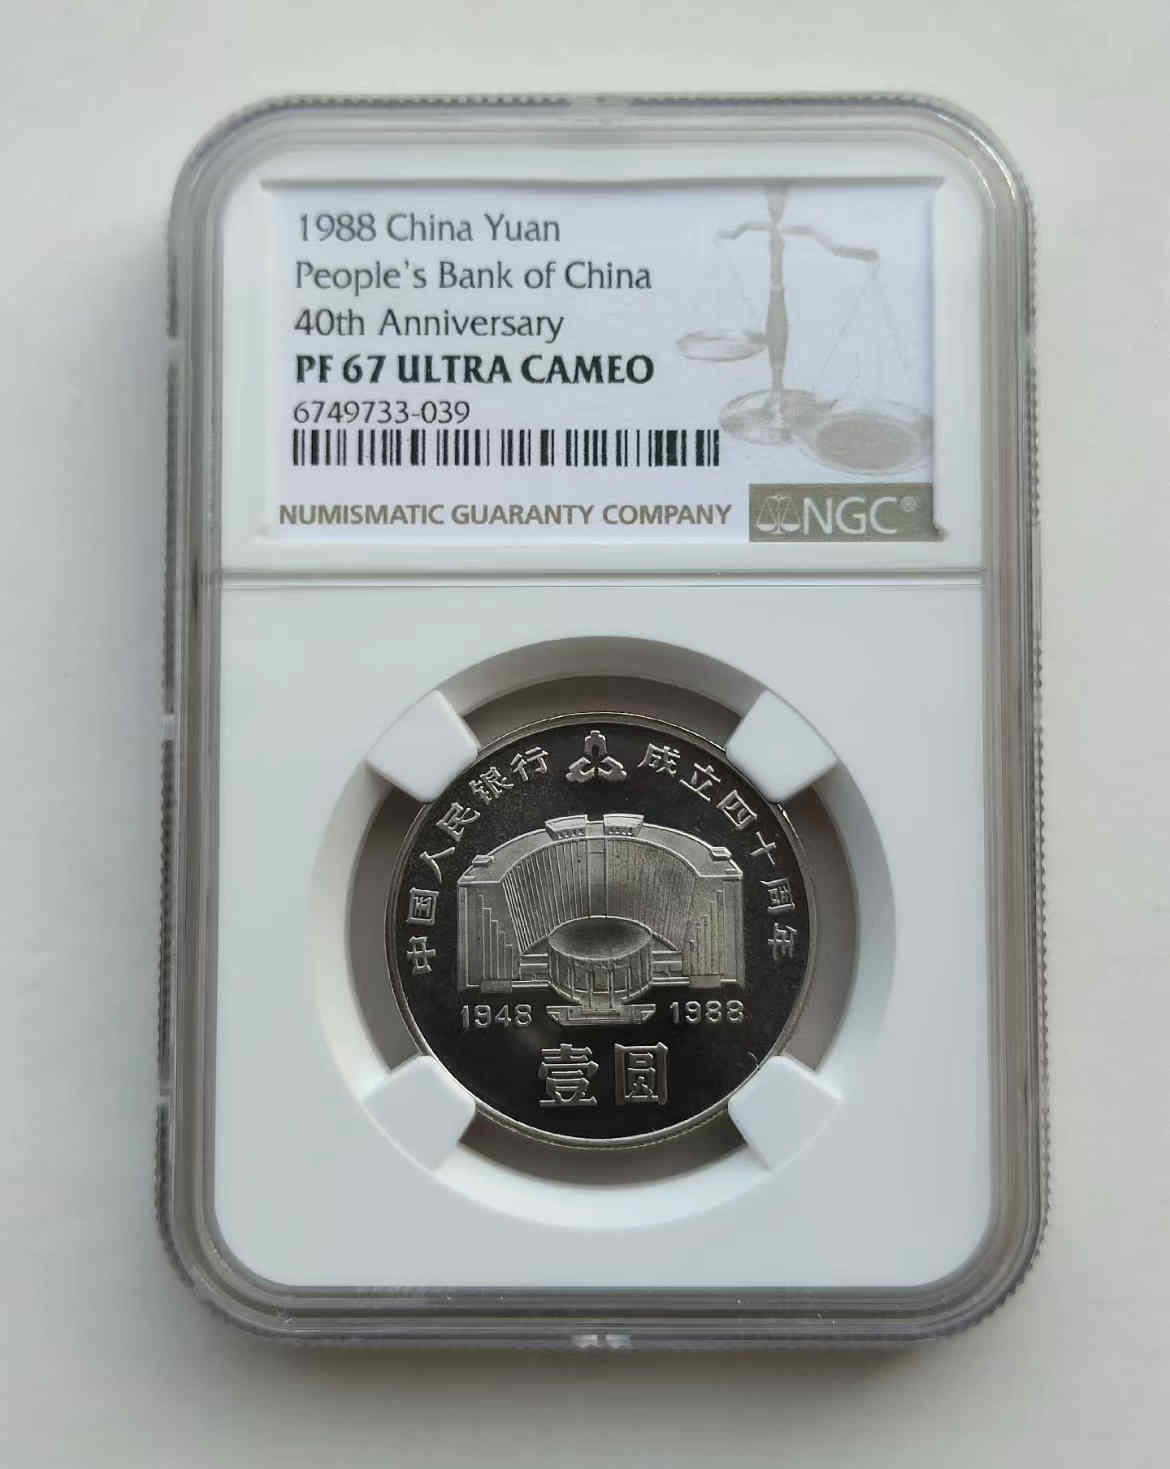 1988 China Yuan
People's Bank of China
40th Anniversary
PF 67 ULTRA CAMEO
6749733-039
NUMISMATIC GUARANTY COMPANY
NGC®
中国人民银行 成立四十周年
1948 1988
壹圆